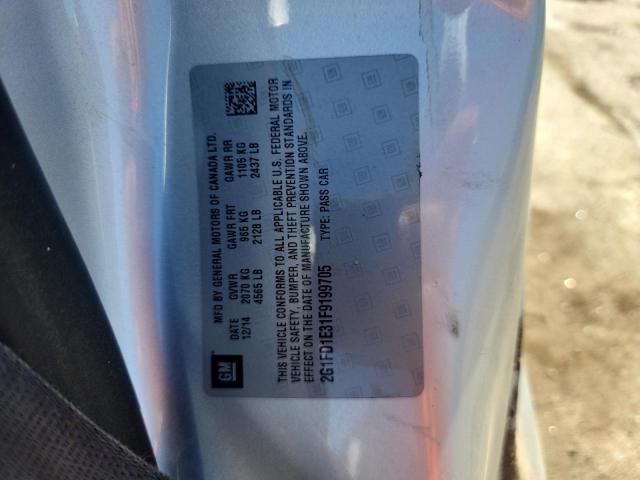 MFD BY GENERAL MOTORS OF CANADA LTD.
DATE GVWR GAWR FRT GAWR RR
12/14 2070 KG 965 KG 1105 KG
4565 LB 2128 LB 2437 LB
GM
THIS VEHICLE CONFORMS TO ALL APPLICABLE U.S. FEDERAL MOTOR
VEHICLE SAFETY, BUMPER, AND THEFT PREVENTION STANDARDS IN
EFFECT ON THE DATE OF MANUFACTURE SHOWN ABOVE.
2G1FD1E31F9199705 TYPE: PASS CAR